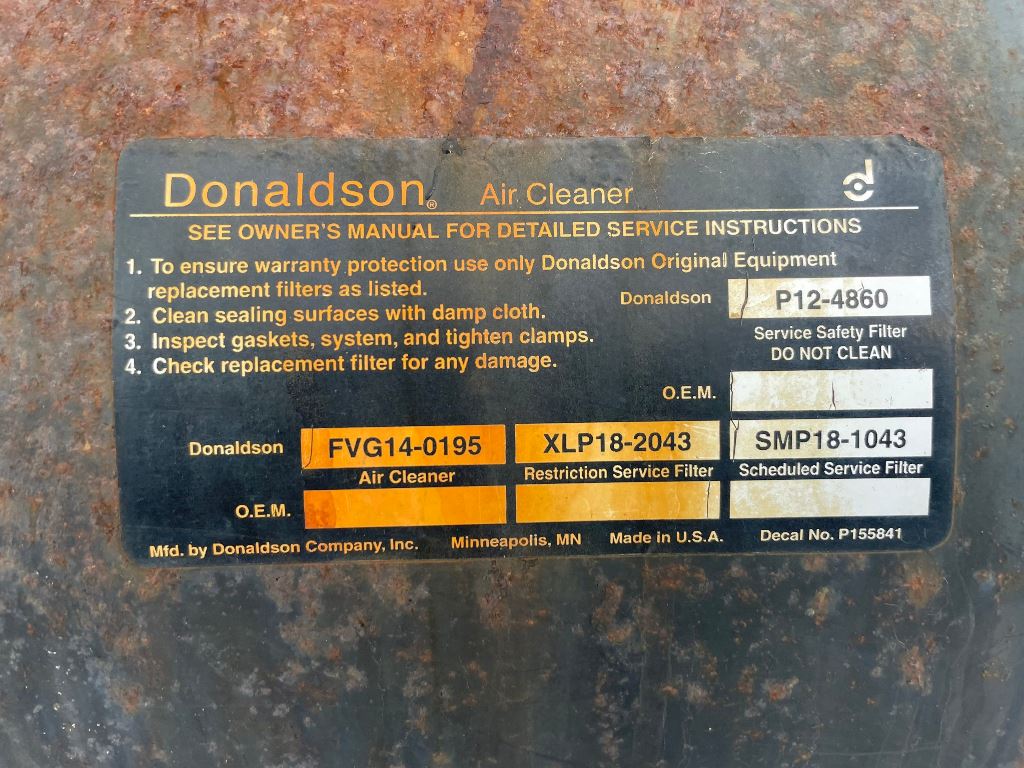 Donaldson® Air Cleaner
SEE OWNER'S MANUAL FOR DETAILED SERVICE INSTRUCTIONS
1. To ensure warranty protection use only Donaldson Original Equipment
replacement filters as listed.
2. Clean sealing surfaces with damp cloth.
3. Inspect gaskets, system, and tighten clamps.
4. Check replacement filter for any damage.
Donaldson P12-4860
Service Safety Filter
DO NOT CLEAN
O.E.M.
Donaldson FVG14-0195 XLP18-2043 SMP18-1043
Air Cleaner Restriction Service Filter Scheduled Service Filter
O.E.M.
Mfd. by Donaldson Company, Inc. Minneapolis, MN Made in U.S.A. Decal No. P155841